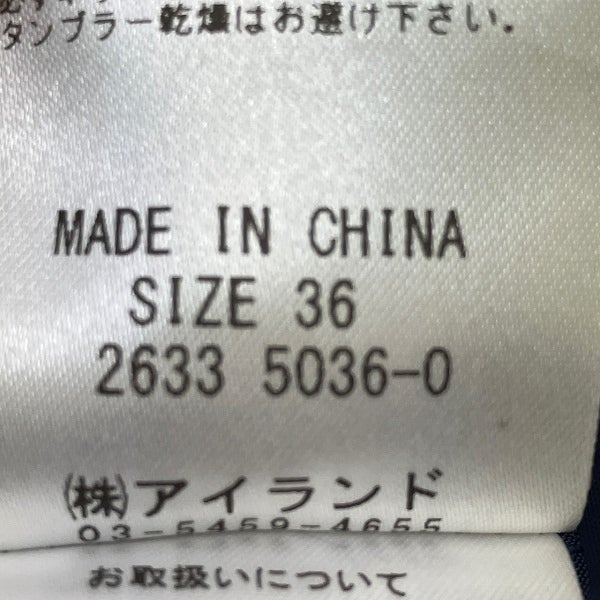 タンブラー乾燥はお避け下さい.
MADE IN CHINA
SIZE 36
2633 5036-0
(株)アイランド
03-5459-4655
お取扱いについて